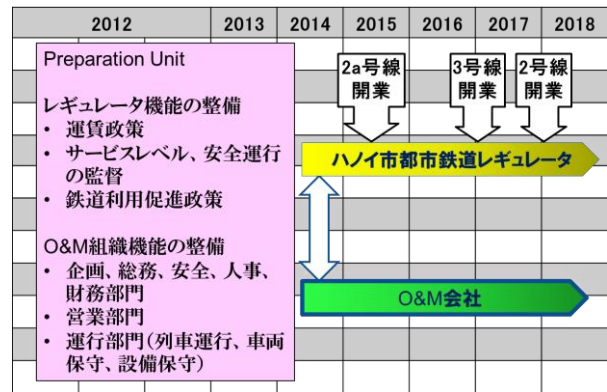 2012 2013 2014 2015 2016 2017 2018
Preparation Unit
レギュレータ機能の整備
• 運賃政策
• サービスレベル、安全運行
の監督
• 鉄道利用促進政策
O&M組織機能の整備
• 企画、総務、安全、人事、
財務部門
• 営業部門
• 運行部門(列車運行、車両
保守、設備保守)
2a号線
開業
3号線
開業
2号線
開業
ハノイ市都市鉄道レギュレータ
O&M会社